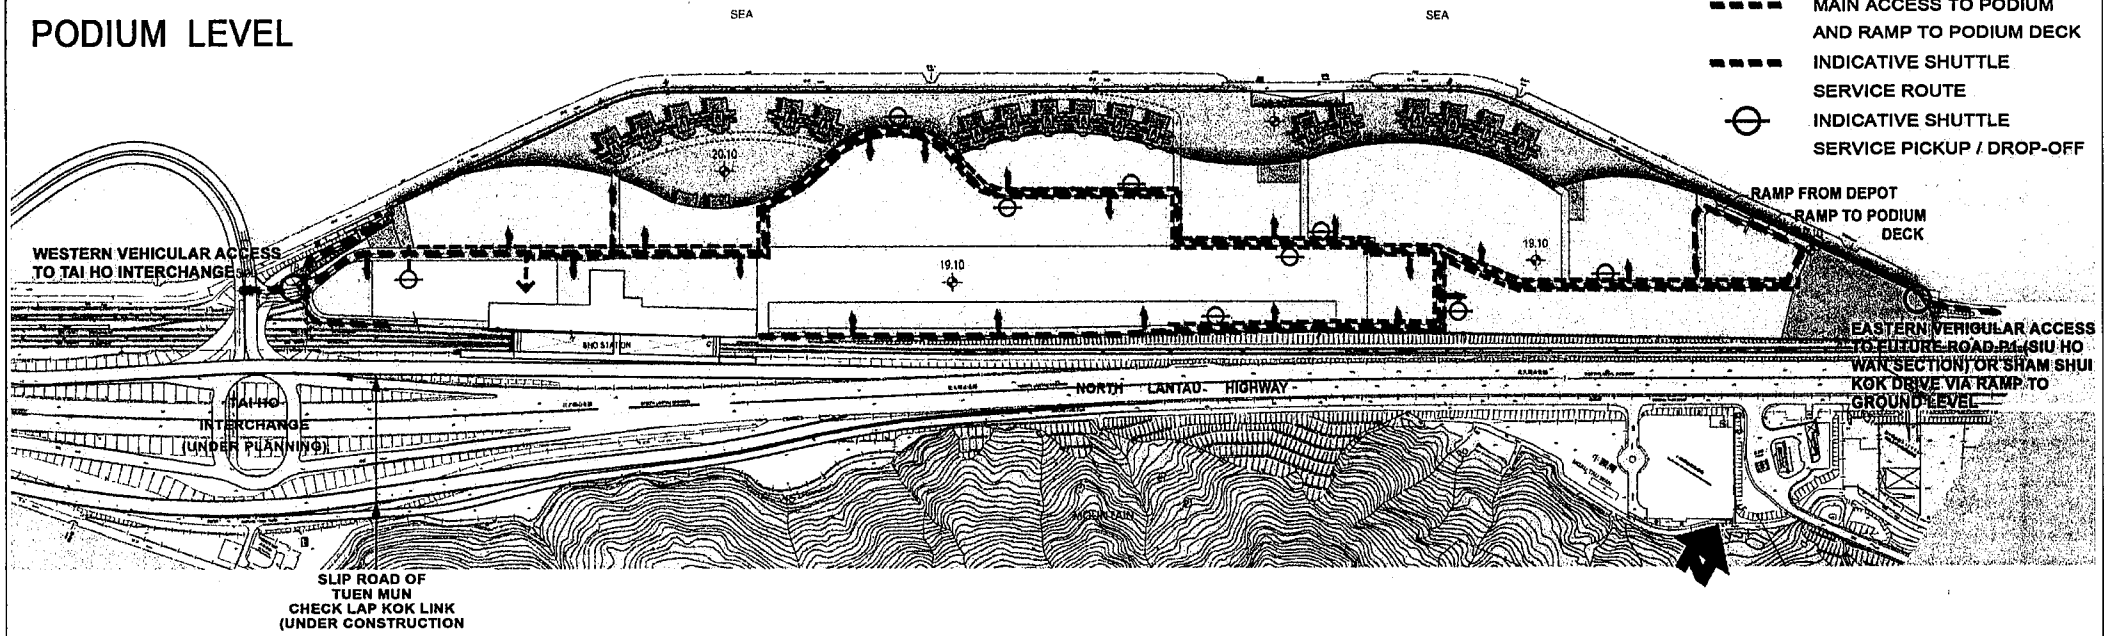 PODIUM LEVEL
SEA
SEA
MAIN ACCESS TO PODIUM
AND RAMP TO PODIUM DECK
INDICATIVE SHUTTLE
SERVICE ROUTE
INDICATIVE SHUTTLE
SERVICE PICKUP / DROP-OFF
20.10
RAMP FROM DEPOT
RAMP TO PODIUM
DECK
WESTERN VEHICULAR ACCESS
TO TAI HO INTERCHANGE
19.10
19.10
SHO STATION
EASTERN VEHICULAR ACCESS
TO FUTURE ROAD P1 (SIU HO
WAN SECTION) OR SHAM SHUI
KOK DRIVE VIA RAMP TO
GROUND LEVEL
NORTH LANTAU HIGHWAY
TAI HO
INTERCHANGE
(UNDER PLANNING)
MOUNTAIN
SLIP ROAD OF
TUEN MUN
CHECK LAP KOK LINK
(UNDER CONSTRUCTION